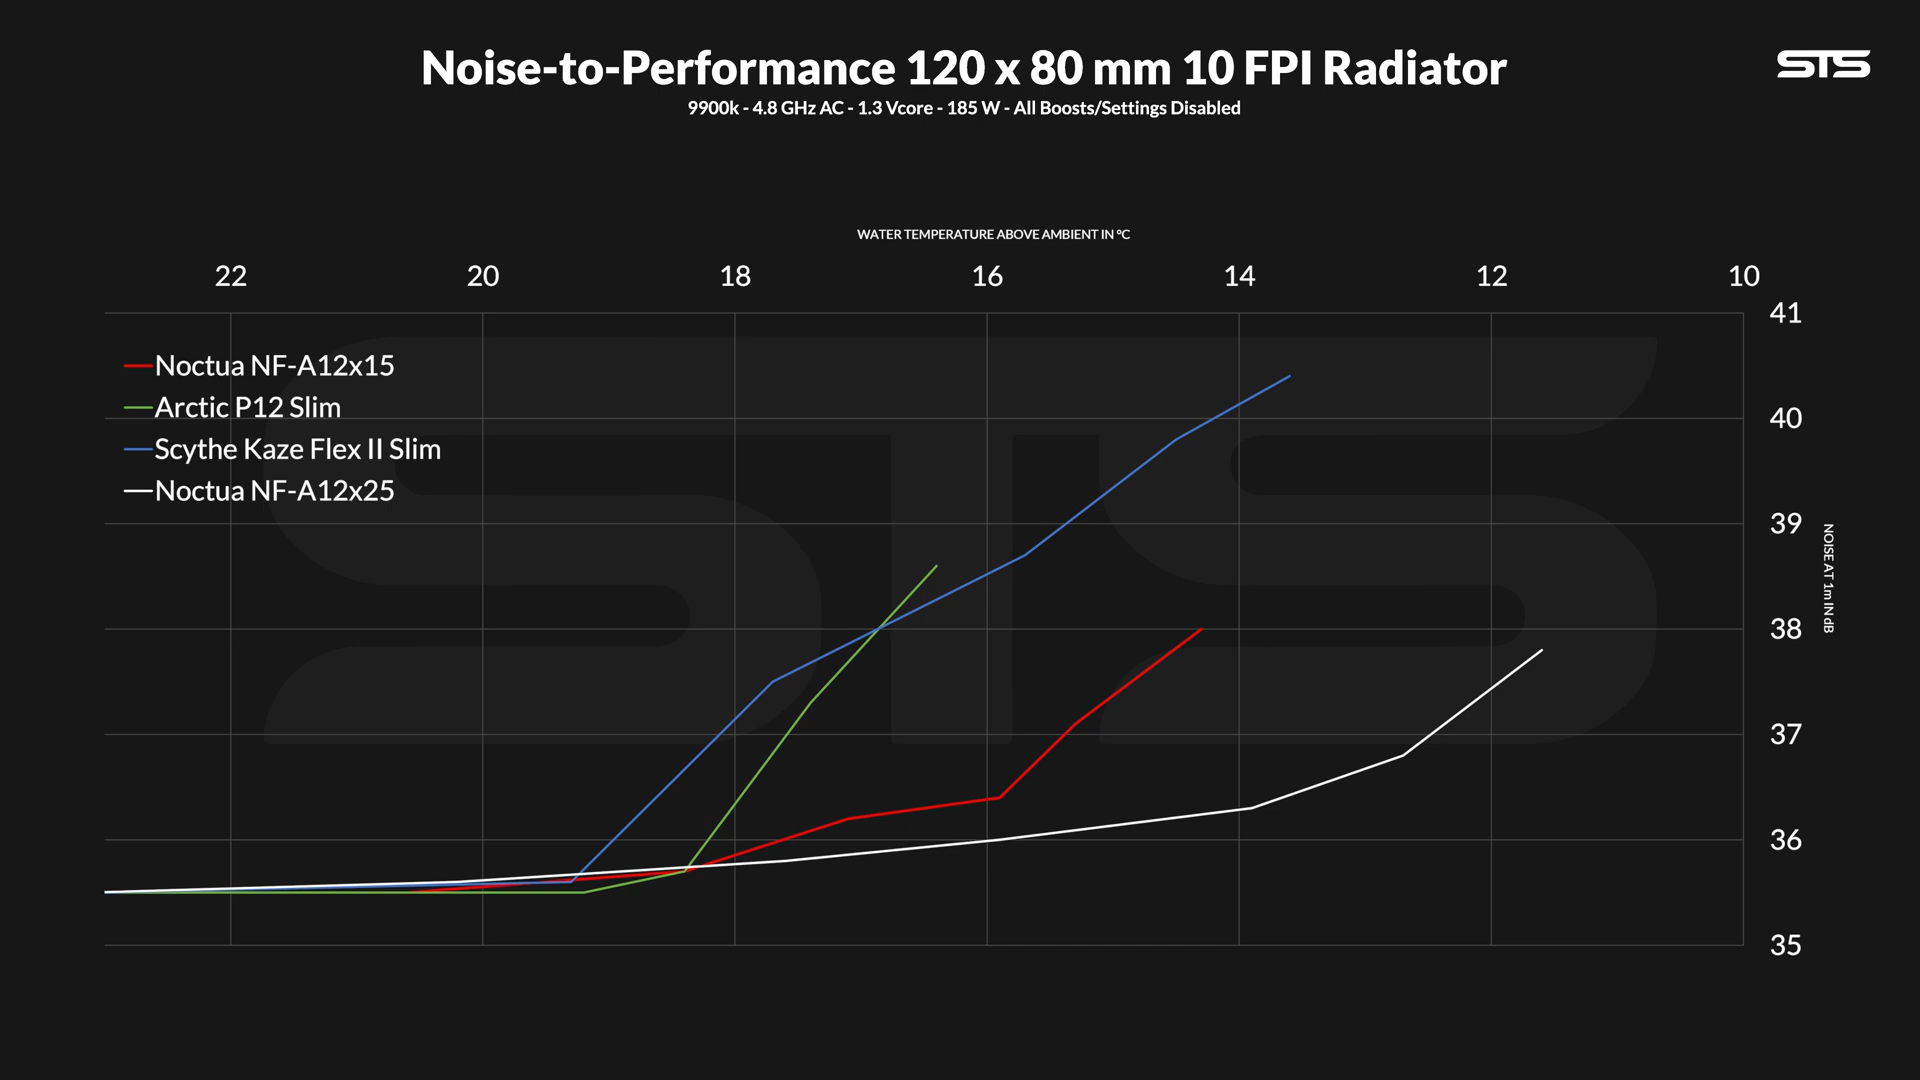 Noise-to-Performance 120 x 80 mm 10 FPI Radiator
STS
9900k - 4.8 GHz AC - 1.3 Vcore - 185 W - All Boosts/Settings Disabled
WATER TEMPERATURE ABOVE AMBIENT IN °C
22 20 18 16 14 12 10
41
Noctua NF-A12x15
Arctic P12 Slim
40
Scythe Kaze Flex II Slim
Noctua NF-A12x25
39
NOISE AT 1m IN dB
38
37
36
35
STS